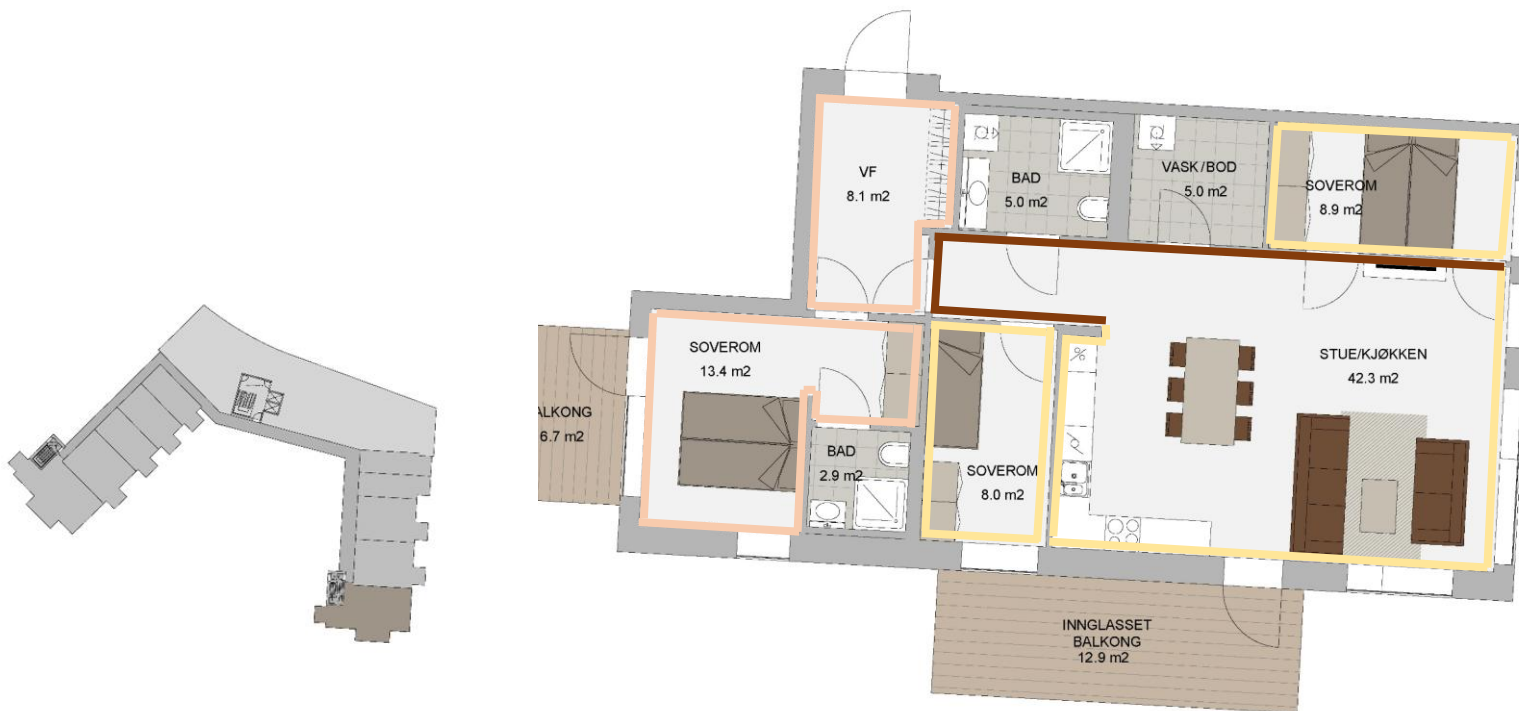 VF
8.1 m2
BAD
5.0 m2
VASK/BOD
5.0 m2
SOVEROM
8.9 m2
SOVEROM
13.4 m2
STUE/KJØKKEN
42.3 m2
ALKONG
6.7 m2
BAD
2.9 m2
SOVEROM
8.0 m2
INNGLASSET
BALKONG
12.9 m2